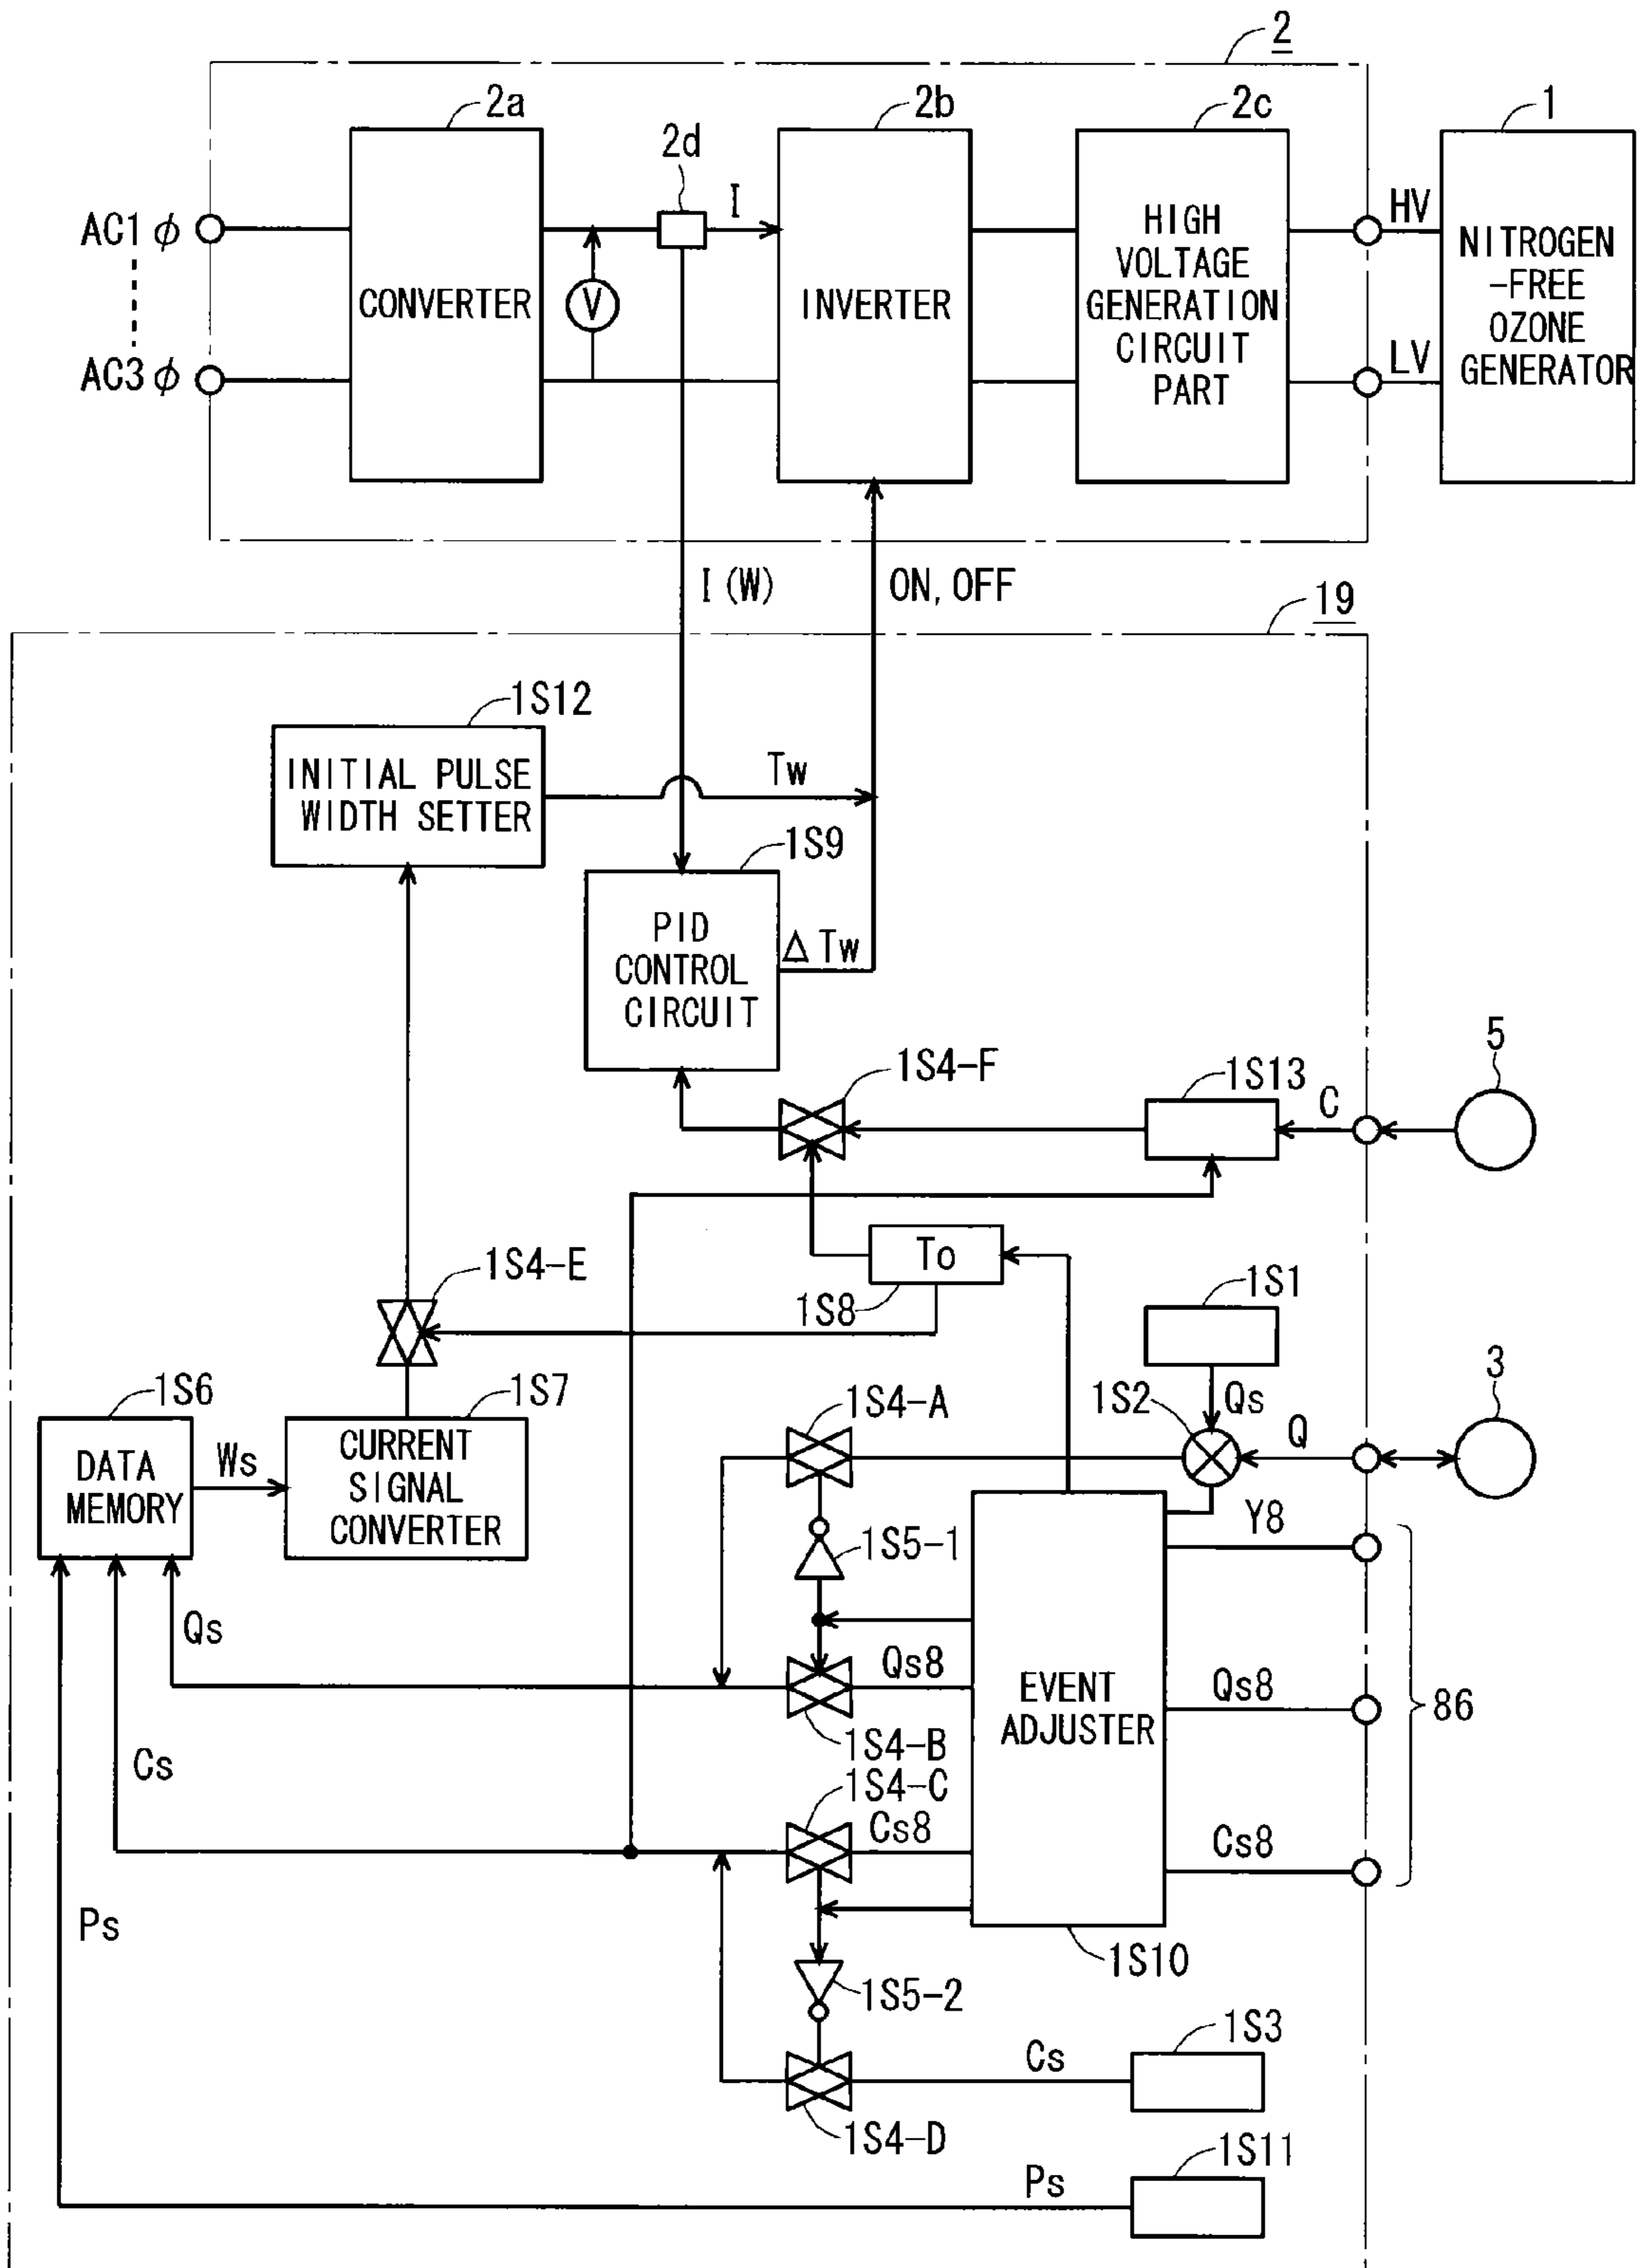 2
2a
2b
2c
1
2d
I
HV
AC1 ϕ
AC3 ϕ
CONVERTER
V
INVERTER
HIGH
VOLTAGE
GENERATION
CIRCUIT
PART
NITROGEN
-FREE
OZONE
GENERATOR
LV
I (W)
ON, OFF
19
1S12
INITIAL PULSE
WIDTH SETTER
Tw
1S9
PID
CONTROL
CIRCUIT
Δ Tw
1S4-F
1S13
C
5
To
1S8
1S4-E
1S1
1S6
1S7
1S4-A
1S2
Qs
Q
3
DATA
MEMORY
Ws
CURRENT
SIGNAL
CONVERTER
Y8
1S5-1
Qs
Qs8
EVENT
ADJUSTER
Qs8
86
1S4-B
Cs
1S4-C
Cs8
Cs8
Ps
1S10
1S5-2
1S3
Cs
1S4-D
1S11
Ps